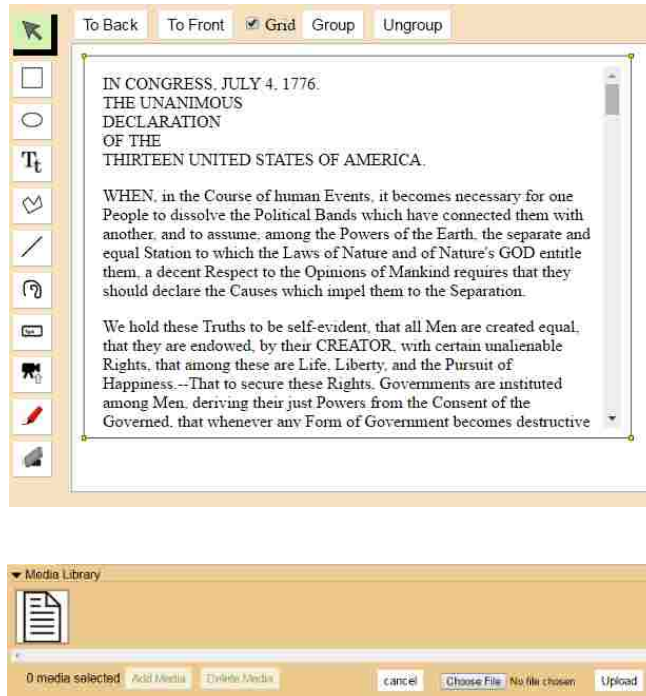 To Back To Front Grid Group Ungroup
IN CONGRESS, JULY 4, 1776.
THE UNANIMOUS
DECLARATION
OF THE
THIRTEEN UNITED STATES OF AMERICA.
WHEN, in the Course of human Events, it becomes necessary for one
People to dissolve the Political Bands which have connected them with
another, and to assume, among the Powers of the Earth, the separate and
equal Station to which the Laws of Nature and of Nature's GOD entitle
them, a decent Respect to the Opinions of Mankind requires that they
should declare the Causes which impel them to the Separation.
We hold these Truths to be self-evident, that all Men are created equal,
that they are endowed, by their CREATOR, with certain unalienable
Rights, that among these are Life, Liberty, and the Pursuit of
Happiness.--That to secure these Rights, Governments are instituted
among Men, deriving their just Powers from the Consent of the
Governed, that whenever any Form of Government becomes destructive
Tt
Media Library
0 media selected Add Media Delete Media cancel Choose File No file chosen Upload